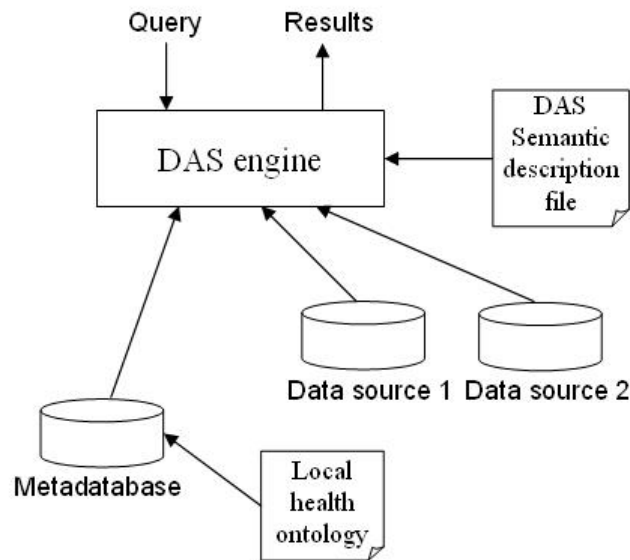 Query
Results
DAS engine
DAS
Semantic
description
file
Data source 1
Data source 2
Metadatabase
Local
health
ontology